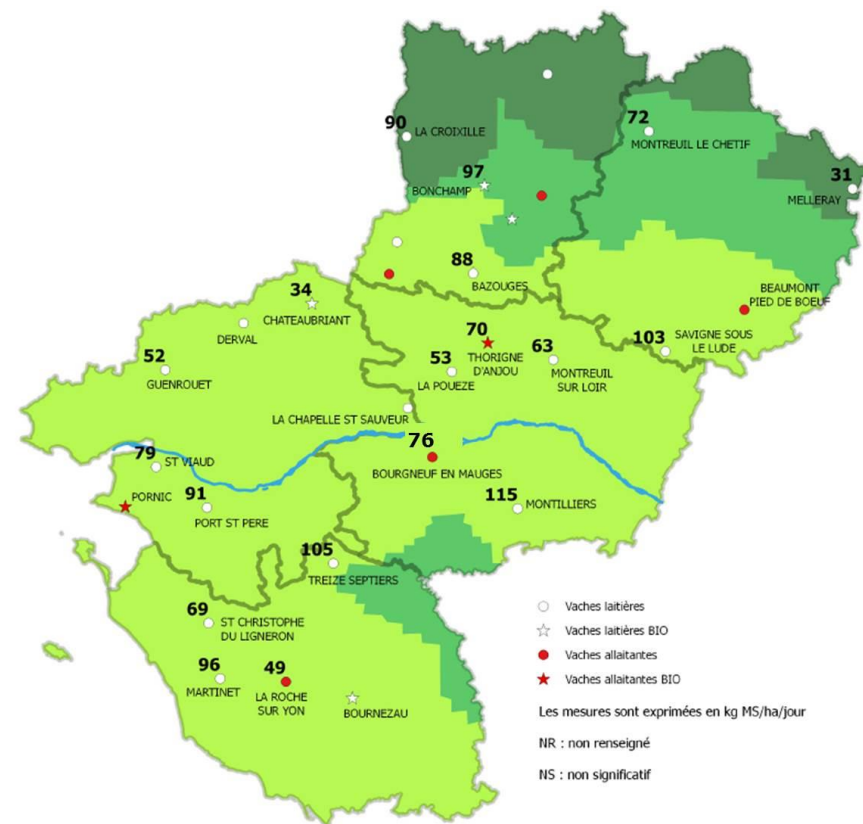 90
LA CROIXILLE
72
MONTREUIL LE CHETIF
97
BONCHAMP
31
MELLERAY
88
BAZOUGES
BEAUMONT
PIED DE BOEUF
34
CHATEAUBRIANT
DERVAL
70
THORIGNE
D'ANJOU
103
SAVIGNE SOUS
LE LUDE
52
GUENROUET
53
LA POUEZE
63
MONTREUIL
SUR LOIR
LA CHAPELLE ST SAUVEUR
76
BOURGNEUF EN MAUGES
79
ST VIAUD
PORNIC
91
PORT ST PERE
115
MONTILLIERS
105
TREIZE SEPTIERS
69
ST CHRISTOPHE
DU LIGNERON
96
MARTINET
49
LA ROCHE
SUR YON
BOURNEZAU
Vaches laitières
Vaches laitières BIO
Vaches allaitantes
Vaches allaitantes BIO
Les mesures sont exprimées en kg MS/ha/jour
NR : non renseigné
NS : non significatif